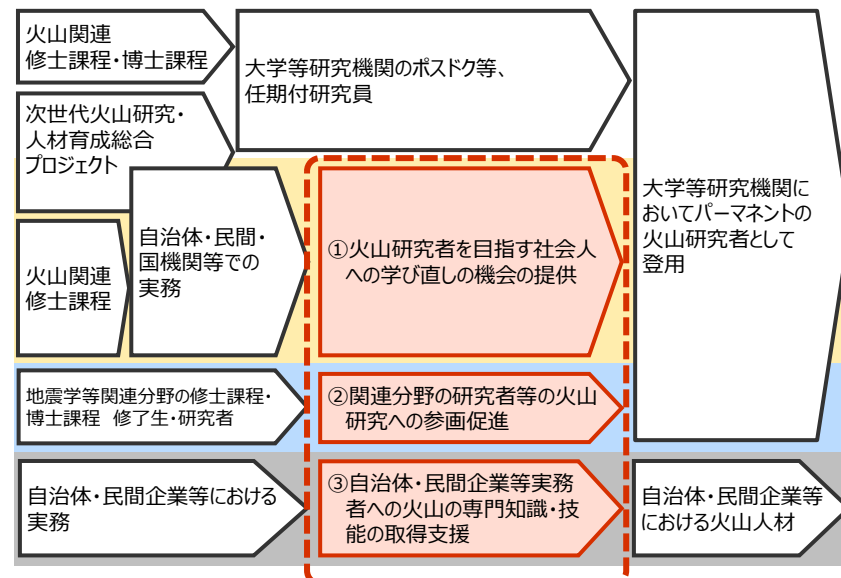 火山関連
修士課程・博士課程
大学等研究機関のポスドク等、
任期付研究員
次世代火山研究・
人材育成総合
プロジェクト
火山関連
修士課程
自治体・民間・
国機関等での
実務
①火山研究者を目指す社会人
への学び直しの機会の提供
大学等研究機関に
おいてパーマネントの
火山研究者として
登用
地震学等関連分野の修士課程・
博士課程　修了生・研究者
②関連分野の研究者等の火山
研究への参画促進
自治体・民間企業等における
実務
③自治体・民間企業等実務
者への火山の専門知識・技
能の取得支援
自治体・民間企業等
における火山人材